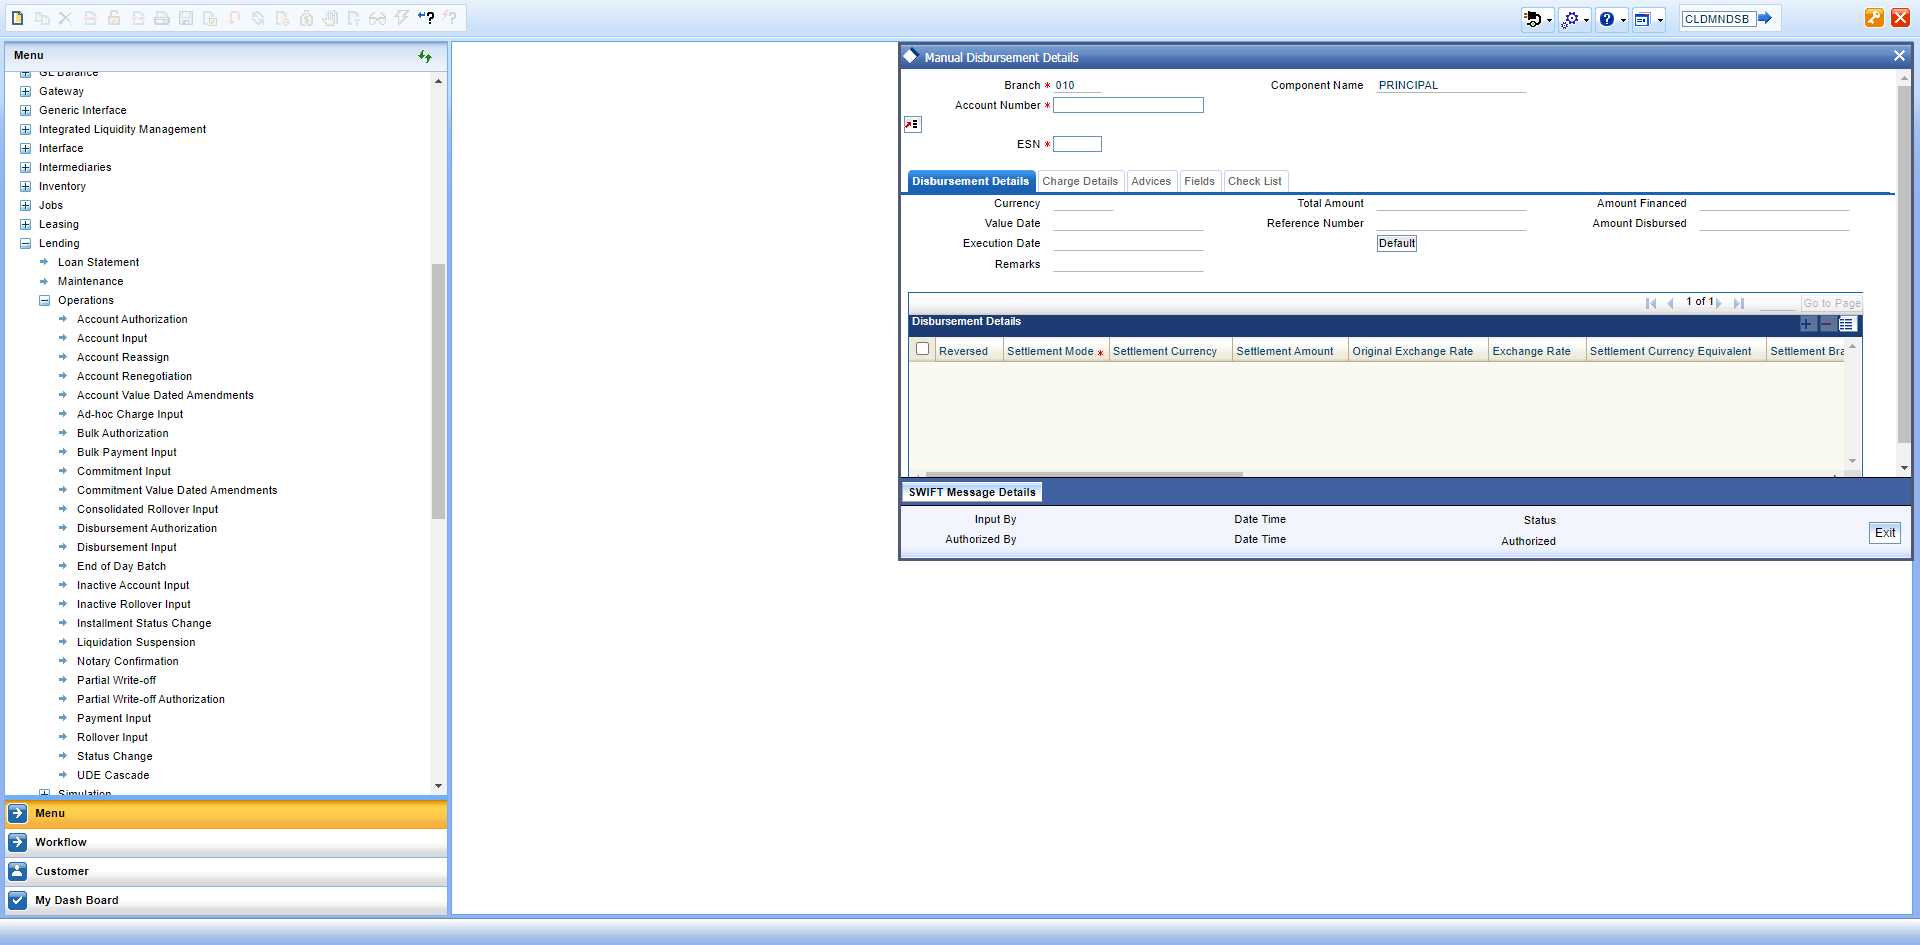 CLDMNDSB
Menu
GL Balance
Gateway
Generic Interface
Integrated Liquidity Management
Interface
Intermediaries
Inventory
Jobs
Leasing
Lending
Loan Statement
Maintenance
Operations
Account Authorization
Account Input
Account Reassign
Account Renegotiation
Account Value Dated Amendments
Ad-hoc Charge Input
Bulk Authorization
Bulk Payment Input
Commitment Input
Commitment Value Dated Amendments
Consolidated Rollover Input
Disbursement Authorization
Disbursement Input
End of Day Batch
Inactive Account Input
Inactive Rollover Input
Installment Status Change
Liquidation Suspension
Notary Confirmation
Partial Write-off
Partial Write-off Authorization
Payment Input
Rollover Input
Status Change
UDE Cascade
Simulation
Menu
Workflow
Customer
My Dash Board
Manual Disbursement Details
Branch * 010 Component Name PRINCIPAL
Account Number *
ESN *
Disbursement Details Charge Details Advices Fields Check List
Currency Total Amount Amount Financed
Value Date Reference Number Amount Disbursed
Execution Date Default
Remarks
1 of 1 Go to Page
Disbursement Details
Reversed Settlement Mode * Settlement Currency Settlement Amount Original Exchange Rate Exchange Rate Settlement Currency Equivalent Settlement Bra
SWIFT Message Details
Input By Date Time Status
Authorized By Date Time Authorized
Exit